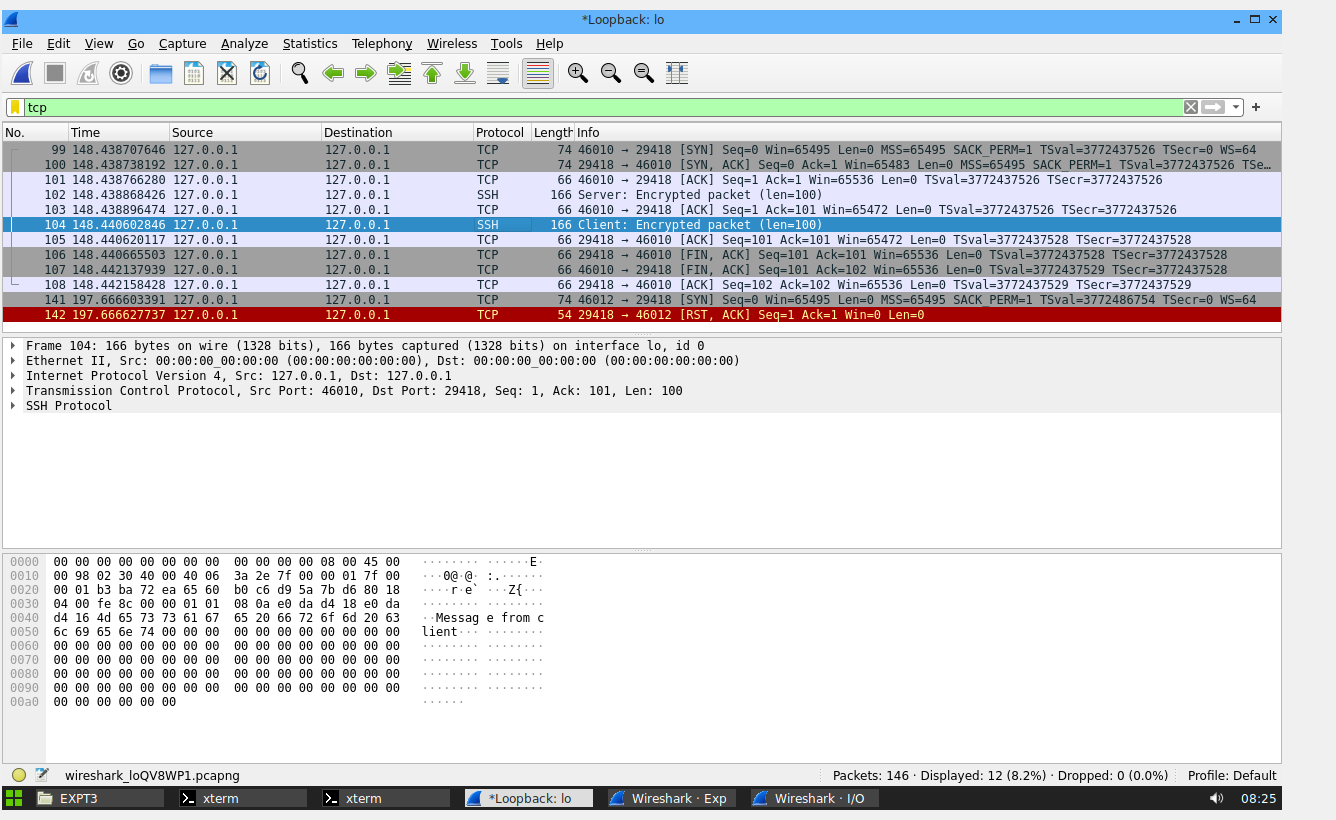 *Loopback: lo
File Edit View Go Capture Analyze Statistics Telephony Wireless Tools Help
tcp
No. Time Source Destination Protocol Length Info
99 148.438707646 127.0.0.1 127.0.0.1 TCP 74 46010 → 29418 [SYN] Seq=0 Win=65495 Len=0 MSS=65495 SACK_PERM=1 TSval=3772437526 TSecr=0 WS=64
100 148.438738192 127.0.0.1 127.0.0.1 TCP 74 29418 → 46010 [SYN, ACK] Seq=0 Ack=1 Win=65483 Len=0 MSS=65495 SACK_PERM=1 TSval=3772437526 TSe…
101 148.438766280 127.0.0.1 127.0.0.1 TCP 66 46010 → 29418 [ACK] Seq=1 Ack=1 Win=65536 Len=0 TSval=3772437526 TSecr=3772437526
102 148.438868426 127.0.0.1 127.0.0.1 SSH 166 Server: Encrypted packet (len=100)
103 148.438896474 127.0.0.1 127.0.0.1 TCP 66 46010 → 29418 [ACK] Seq=1 Ack=101 Win=65472 Len=0 TSval=3772437526 TSecr=3772437526
104 148.440602846 127.0.0.1 127.0.0.1 SSH 166 Client: Encrypted packet (len=100)
105 148.440620117 127.0.0.1 127.0.0.1 TCP 66 29418 → 46010 [ACK] Seq=101 Ack=101 Win=65472 Len=0 TSval=3772437528 TSecr=3772437528
106 148.440665503 127.0.0.1 127.0.0.1 TCP 66 29418 → 46010 [FIN, ACK] Seq=101 Ack=101 Win=65536 Len=0 TSval=3772437528 TSecr=3772437528
107 148.442137939 127.0.0.1 127.0.0.1 TCP 66 46010 → 29418 [FIN, ACK] Seq=101 Ack=102 Win=65536 Len=0 TSval=3772437529 TSecr=3772437528
108 148.442158428 127.0.0.1 127.0.0.1 TCP 66 29418 → 46010 [ACK] Seq=102 Ack=102 Win=65536 Len=0 TSval=3772437529 TSecr=3772437529
141 197.666603391 127.0.0.1 127.0.0.1 TCP 74 46012 → 29418 [SYN] Seq=0 Win=65495 Len=0 MSS=65495 SACK_PERM=1 TSval=3772486754 TSecr=0 WS=64
142 197.666627737 127.0.0.1 127.0.0.1 TCP 54 29418 → 46012 [RST, ACK] Seq=1 Ack=1 Win=0 Len=0
Frame 104: 166 bytes on wire (1328 bits), 166 bytes captured (1328 bits) on interface lo, id 0
Ethernet II, Src: 00:00:00_00:00:00 (00:00:00:00:00:00), Dst: 00:00:00_00:00:00 (00:00:00:00:00:00)
Internet Protocol Version 4, Src: 127.0.0.1, Dst: 127.0.0.1
Transmission Control Protocol, Src Port: 46010, Dst Port: 29418, Seq: 1, Ack: 101, Len: 100
SSH Protocol
0000 00 00 00 00 00 00 00 00 00 00 00 00 08 00 45 00 ········ ······E·
0010 00 98 02 30 40 00 40 06 3a 2e 7f 00 00 01 7f 00 ···0@·@· :.······
0020 00 01 b3 ba 72 ea 65 60 b0 c6 d9 5a 7b d6 80 18 ····r·e` ···Z{···
0030 04 00 fe 8c 00 00 01 01 08 0a e0 da d4 18 e0 da ········ ········
0040 d4 16 4d 65 73 73 61 67 65 20 66 72 6f 6d 20 63 ··Messag e from c
0050 6c 69 65 6e 74 00 00 00 00 00 00 00 00 00 00 00 lient··· ········
0060 00 00 00 00 00 00 00 00 00 00 00 00 00 00 00 00 ········ ········
0070 00 00 00 00 00 00 00 00 00 00 00 00 00 00 00 00 ········ ········
0080 00 00 00 00 00 00 00 00 00 00 00 00 00 00 00 00 ········ ········
0090 00 00 00 00 00 00 00 00 00 00 00 00 00 00 00 00 ········ ········
00a0 00 00 00 00 00 00 ······
wireshark_loQV8WP1.pcapng Packets: 146 · Displayed: 12 (8.2%) · Dropped: 0 (0.0%) Profile: Default
EXPT3 xterm xterm *Loopback: lo Wireshark · Exp Wireshark · I/O 08:25